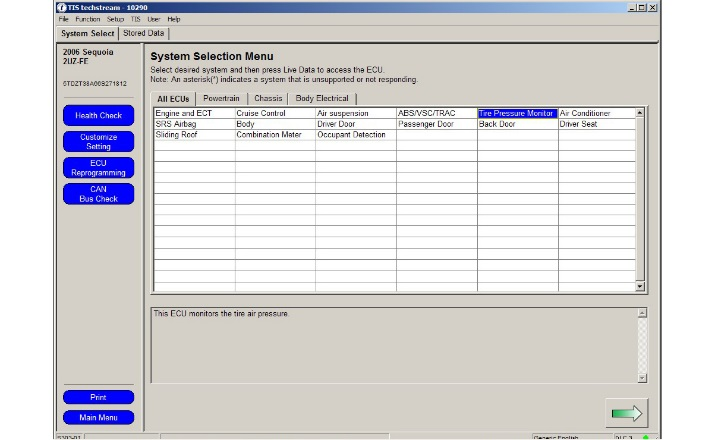 TIS techstream - 10290
File Function Setup TIS User Help
System Select Stored Data
2006 Sequoia
2UZ-FE
Health Check
Customize
Setting
ECU
Reprogramming
CAN
Bus Check
Print
Main Menu
System Selection Menu
Select desired system and then press Live Data to access the ECU.
Note: An asterisk(*) indicates a system that is unsupported or not responding.
All ECUs Powertrain Chassis Body Electrical
Engine and ECT Cruise Control Air suspension ABS/VSC/TRAC Tire Pressure Monitor Air Conditioner
SRS Airbag Body Driver Door Passenger Door Back Door Driver Seat
Sliding Roof Combination Meter Occupant Detection
This ECU monitors the tire air pressure.
Generic English DLC 3